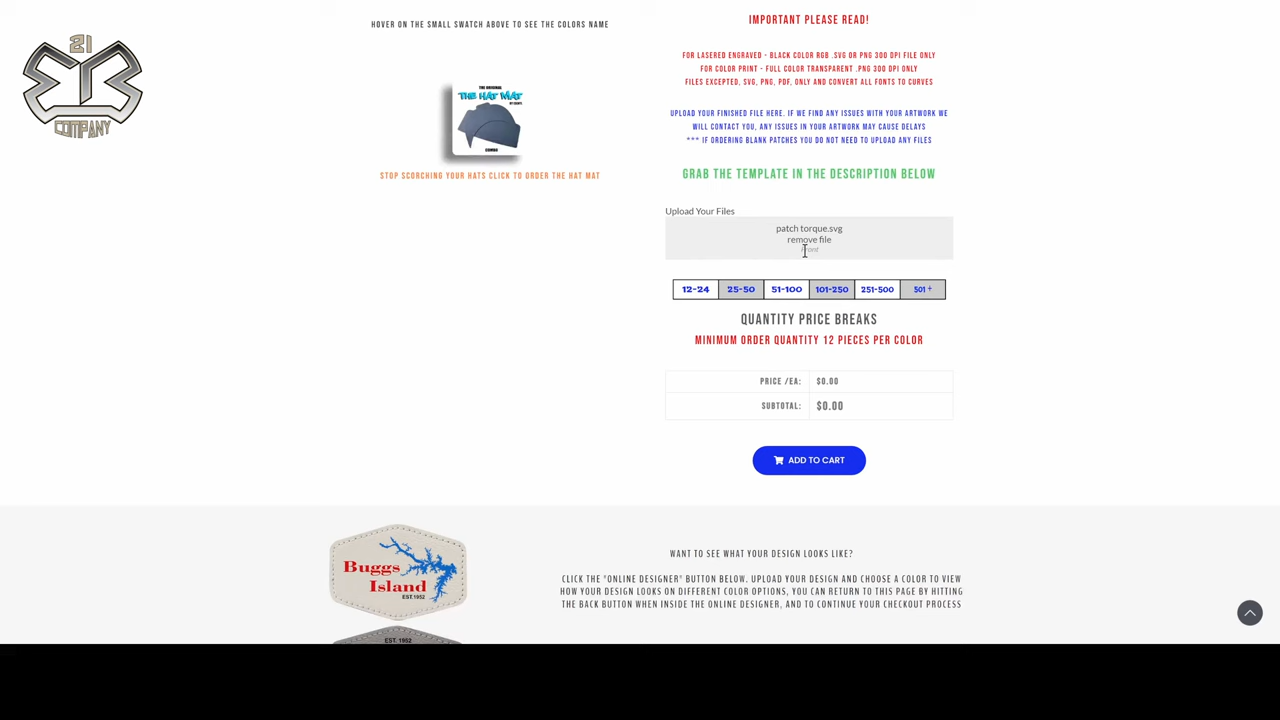 HOVER ON THE SMALL SWATCH ABOVE TO SEE THE COLORS NAME
21
COMPANY
THE ORIGINAL
THE HAT MAT
COMBO
STOP SCORCHING YOUR HATS CLICK TO ORDER THE HAT MAT
IMPORTANT PLEASE READ!
FOR LASERED ENGRAVED - BLACK COLOR RGB .SVG OR PNG 300 DPI FILE ONLY
FOR COLOR PRINT - FULL COLOR TRANSPARENT .PNG 300 DPI ONLY
FILES EXCEPTED, SVG, PNG, PDF, ONLY AND CONVERT ALL FONTS TO CURVES
UPLOAD YOUR FINISHED FILE HERE. IF WE FIND ANY ISSUES WITH YOUR ARTWORK WE
WILL CONTACT YOU, ANY ISSUES IN YOUR ARTWORK MAY CAUSE DELAYS
*** IF ORDERING BLANK PATCHES YOU DO NOT NEED TO UPLOAD ANY FILES
GRAB THE TEMPLATE IN THE DESCRIPTION BELOW
Upload Your Files
patch torque.svg
remove file
Front
12-24 25-50 51-100 101-250 251-500 501 +
QUANTITY PRICE BREAKS
MINIMUM ORDER QUANTITY 12 PIECES PER COLOR
PRICE /EA: $0.00
SUBTOTAL: $0.00
ADD TO CART
Buggs
Island
EST.1952
EST. 1952
WANT TO SEE WHAT YOUR DESIGN LOOKS LIKE?
CLICK THE "ONLINE DESIGNER" BUTTON BELOW. UPLOAD YOUR DESIGN AND CHOOSE A COLOR TO VIEW
HOW YOUR DESIGN LOOKS ON DIFFERENT COLOR OPTIONS, YOU CAN RETURN TO THIS PAGE BY HITTING
THE BACK BUTTON WHEN INSIDE THE ONLINE DESIGNER, AND TO CONTINUE YOUR CHECKOUT PROCESS